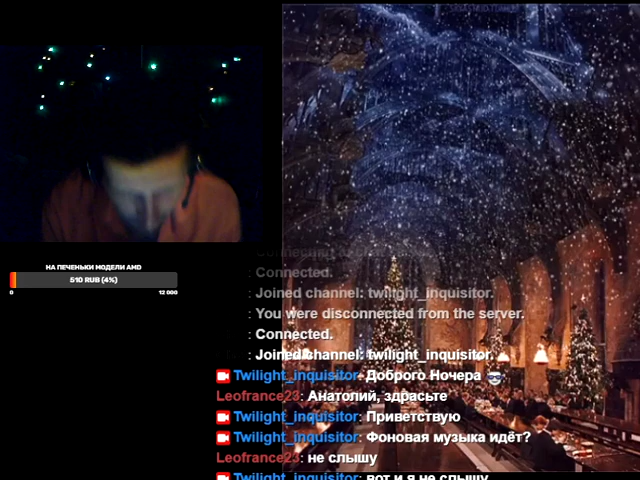 НА ПЕЧЕНЬКИ МОДЕЛИ AMD
510 RUB (4%)
0 12 000
: Connected.
: Joined channel: twilight_inquisitor.
: You were disconnected from the server.
: Connected.
: Joined channel: twilight_inquisitor.
Twilight_inquisitor: Доброго Ночера
Leofrance23: Анатолий, здрасьте
Twilight_inquisitor: Приветствую
Twilight_inquisitor: Фоновая музыка идёт?
Leofrance23: не слышу
Twilight_inquisitor: вот и я не слышу